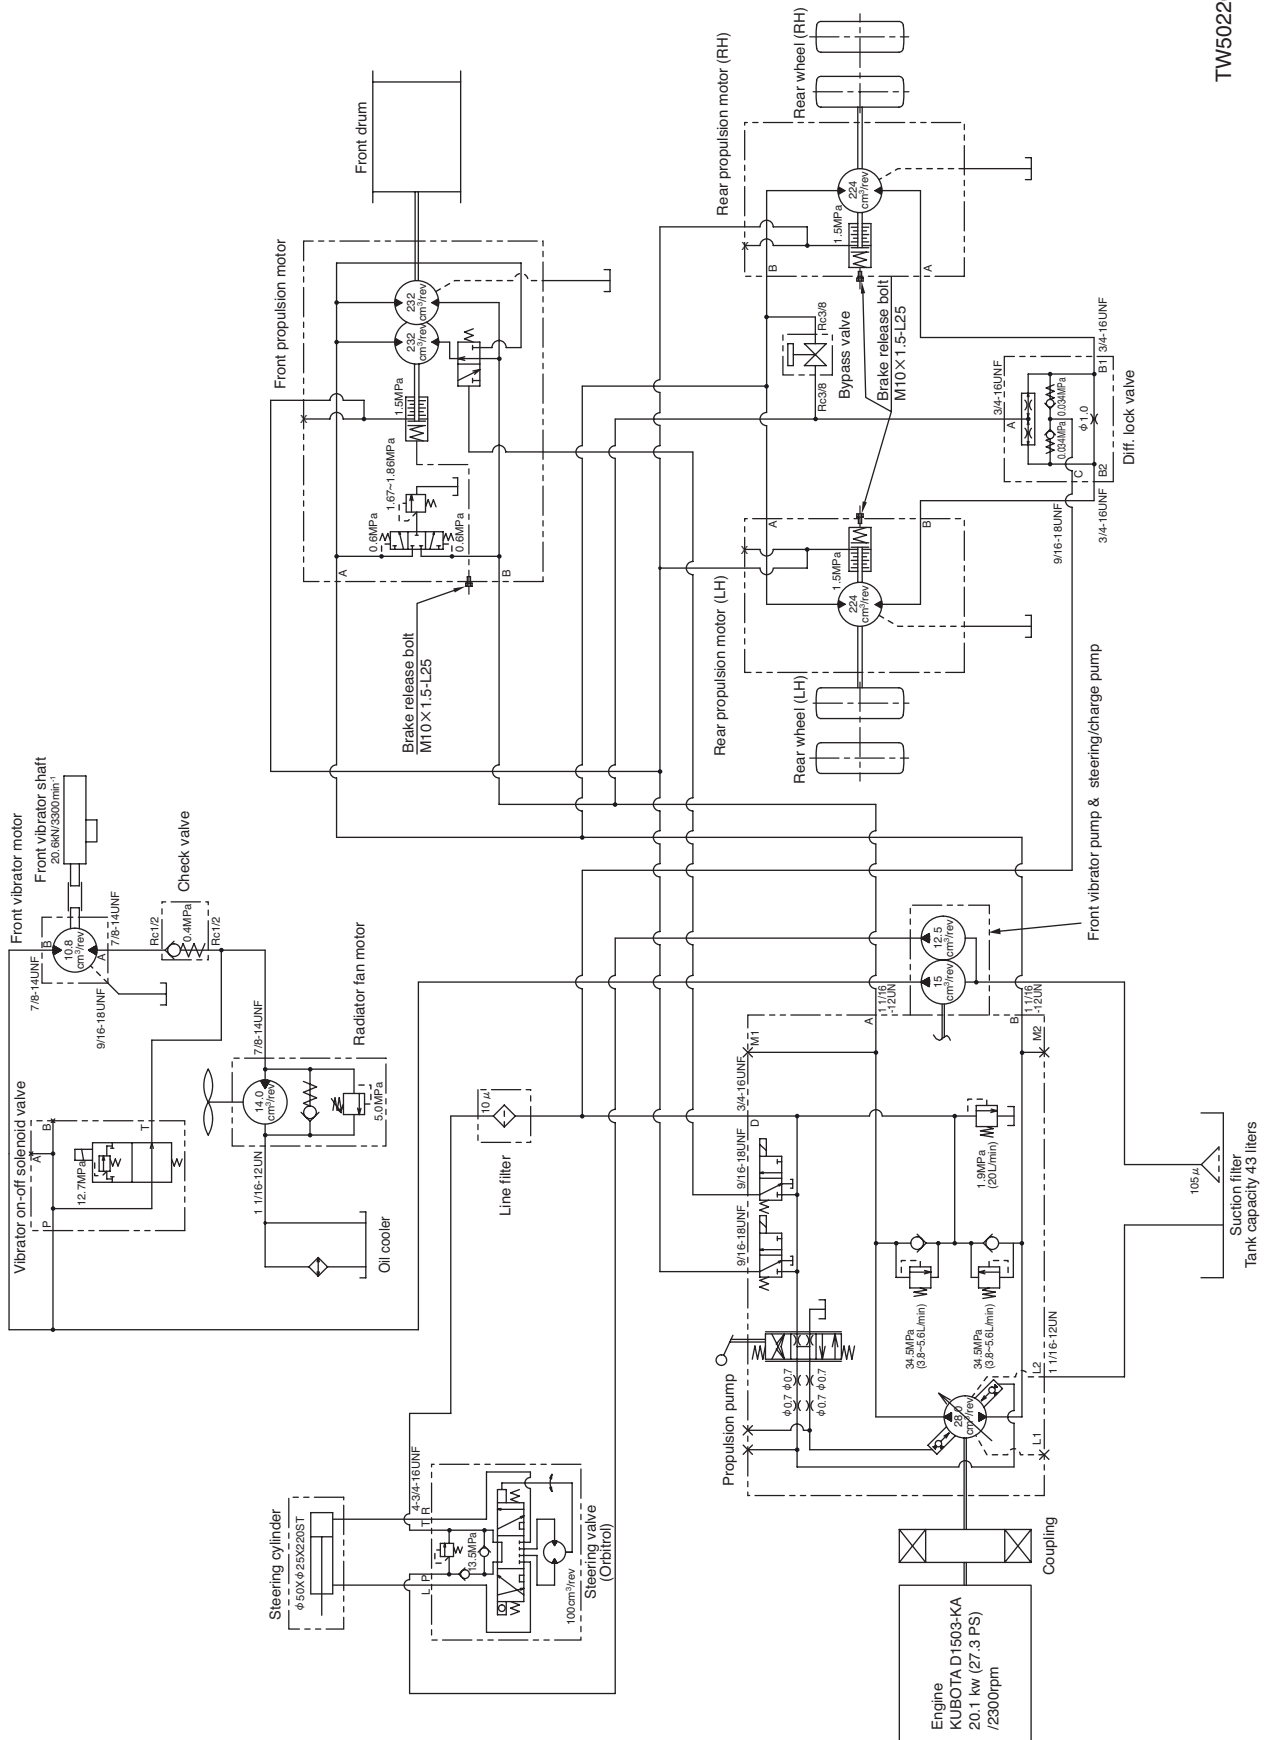 TW5022
Front drum
Front propulsion motor
232
cm³/rev
232
cm³/rev
1.5MPa
1.67~1.86MPa
0.6MPa
0.6MPa
A
B
Brake release bolt
M10×1.5-L25
Rear wheel (RH)
Rear propulsion motor (RH)
224
cm³/rev
1.5MPa
B
A
Rc3/8
Rc3/8
Bypass valve
Brake release bolt
M10×1.5-L25
3/4-16UNF
3/4-16UNF
A
B1
0.034MPa
0.034MPa
φ1.0
C
B2
Diff. lock valve
9/16-18UNF
3/4-16UNF
Rear propulsion motor (LH)
A
B
1.5MPa
224
cm³/rev
Rear wheel (LH)
Front vibrator motor
Front vibrator shaft
20.6kN/3300min⁻¹
7/8-14UNF
B
10.8
cm³/rev
A
7/8-14UNF
9/16-18UNF
Check valve
Rc1/2
0.4MPa
Rc1/2
Radiator fan motor
7/8-14UNF
14.0
cm³/rev
5.0MPa
1 1/16-12UN
Oil cooler
Vibrator on-off solenoid valve
A
B
T
P
12.7MPa
Line filter
10μ
Front vibrator pump & steering/charge pump
12.5
cm³/rev
15
cm³/rev
1 1/16
-12UN
1 1/16
-12UN
A
B
M1
M2
3/4-16UNF
D
9/16-18UNF
9/16-18UNF
1.9MPa
(20L/min)
34.5MPa
(3.8~5.6L/min)
34.5MPa
(3.8~5.6L/min)
φ0.7
φ0.7
φ0.7
φ0.7
Propulsion pump
28.0
cm³/rev
L2
1 1/16-12UN
L1
105μ
Suction filter
Tank capacity 43 liters
Steering cylinder
φ50Xφ25X220ST
4-3/4-16UNF
L
P
T
R
13.5MPa
100cm³/rev
Steering valve
(Orbitrol)
Coupling
Engine
KUBOTA D1503-KA
20.1 kw (27.3 PS)
/2300rpm